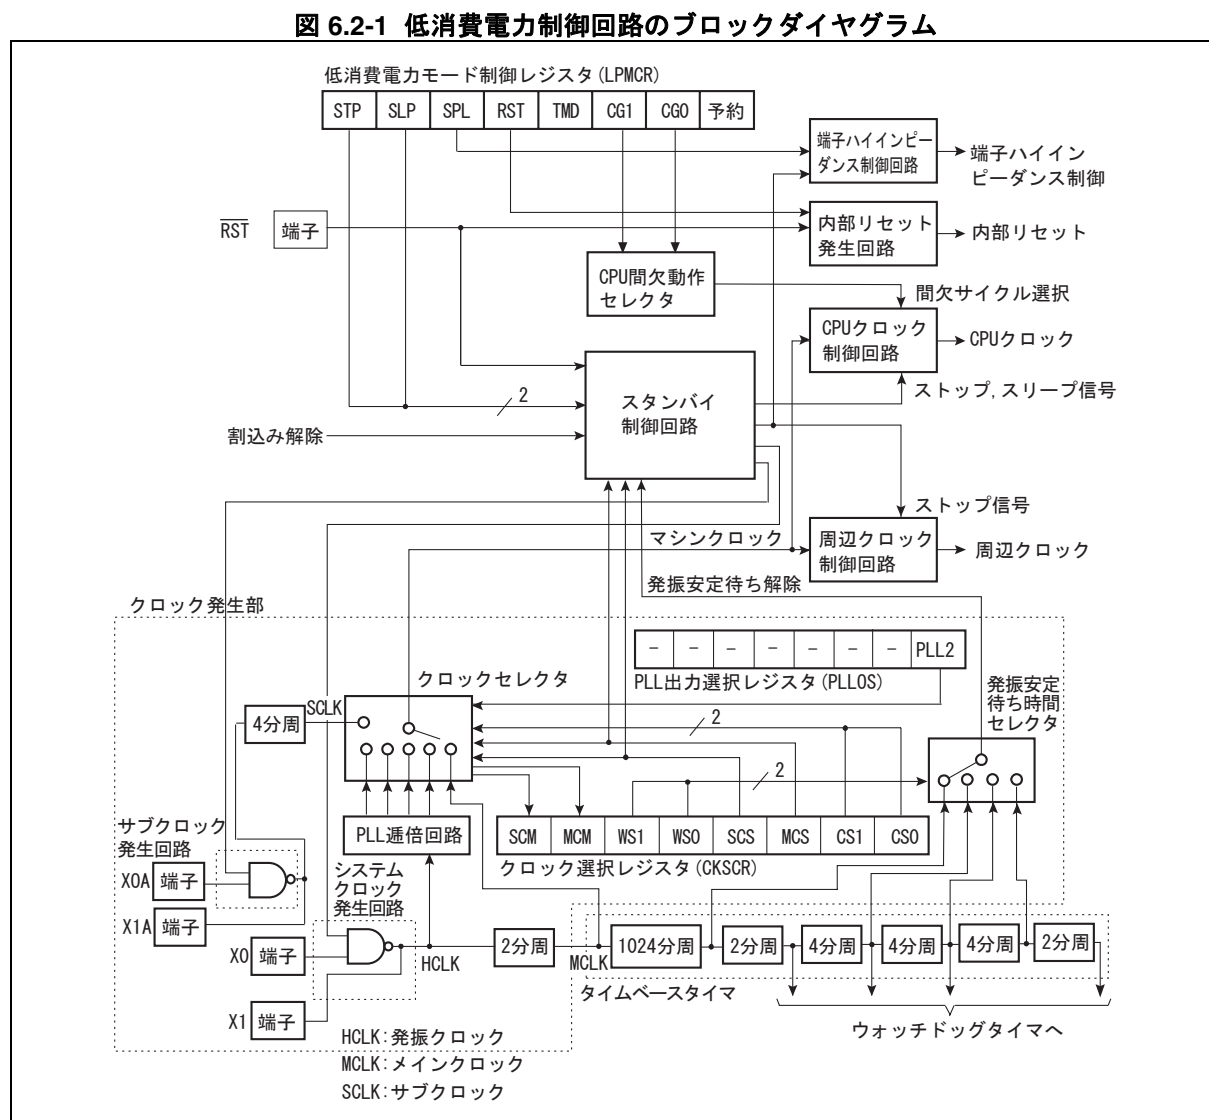 図 6.2-1 低消費電力制御回路のブロックダイヤグラム
低消費電力モード制御レジスタ(LPMCR)
STP SLP SPL RST TMD CG1 CG0 予約
端子ハイインピー
ダンス制御回路
端子ハイイン
ピーダンス制御
RST 端子
内部リセット
発生回路
内部リセット
CPU間欠動作
セレクタ
間欠サイクル選択
CPUクロック
制御回路
CPUクロック
スタンバイ
制御回路
2
ストップ,スリープ信号
割込み解除
ストップ信号
マシンクロック
周辺クロック
制御回路
周辺クロック
発振安定待ち解除
クロック発生部
- - - - - - - PLL2
PLL出力選択レジスタ(PLLOS)
クロックセレクタ
発振安定
待ち時間
セレクタ
4分周
SCLK
2
2
PLL逓倍回路
SCM MCM WS1 WS0 SCS MCS CS1 CS0
クロック選択レジスタ(CKSCR)
サブクロック
発生回路
X0A 端子
X1A 端子
システム
クロック
発生回路
X0 端子
HCLK
2分周
MCLK
1024分周
2分周
4分周
4分周
4分周
2分周
タイムベースタイマ
X1 端子
ウォッチドッグタイマへ
HCLK:発振クロック
MCLK:メインクロック
SCLK:サブクロック